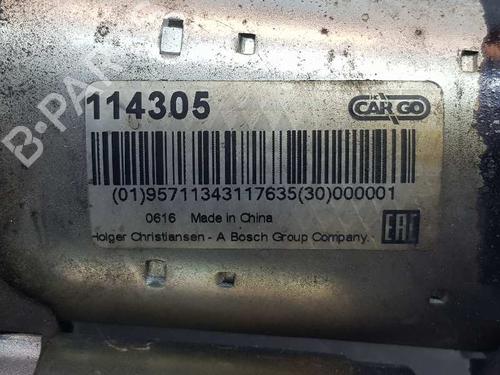 114305
CARGO
(01)95711343117635(30)000001
0616 Made in China
Holger Christiansen - A Bosch Group Company.
EAC
B-PARTS